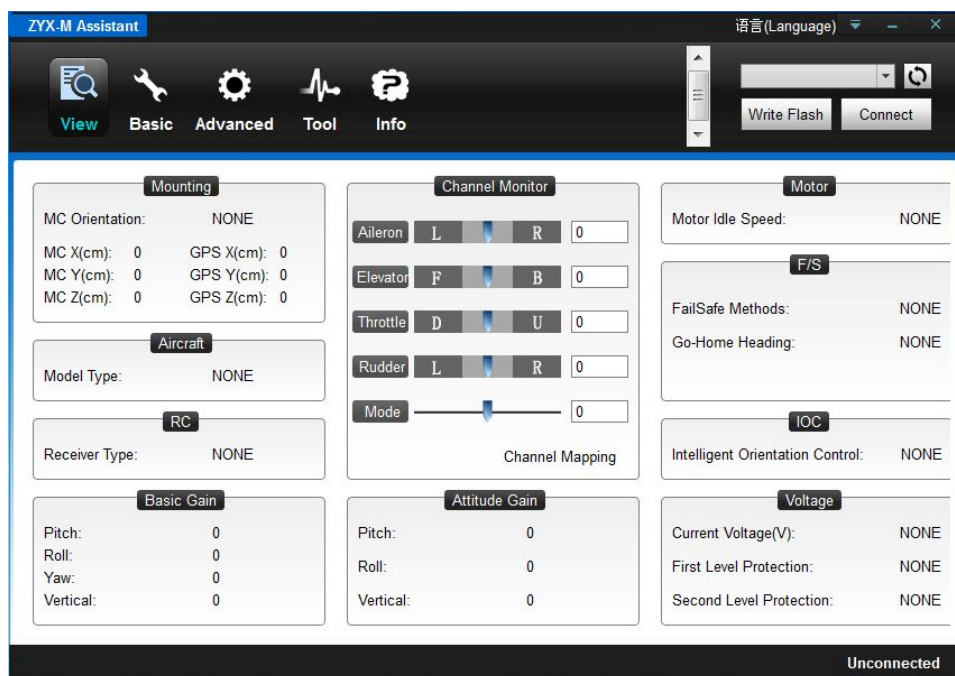 ZYX-M Assistant 语言(Language)
View Basic Advanced Tool Info
Write Flash Connect
Mounting
MC Orientation: NONE
MC X(cm): 0 GPS X(cm): 0
MC Y(cm): 0 GPS Y(cm): 0
MC Z(cm): 0 GPS Z(cm): 0
Aircraft
Model Type: NONE
RC
Receiver Type: NONE
Basic Gain
Pitch: 0
Roll: 0
Yaw: 0
Vertical: 0
Channel Monitor
Aileron L R 0
Elevator F B 0
Throttle D U 0
Rudder L R 0
Mode 0
Channel Mapping
Attitude Gain
Pitch: 0
Roll: 0
Vertical: 0
Motor
Motor Idle Speed: NONE
F/S
FailSafe Methods: NONE
Go-Home Heading: NONE
IOC
Intelligent Orientation Control: NONE
Voltage
Current Voltage(V): NONE
First Level Protection: NONE
Second Level Protection: NONE
Unconnected